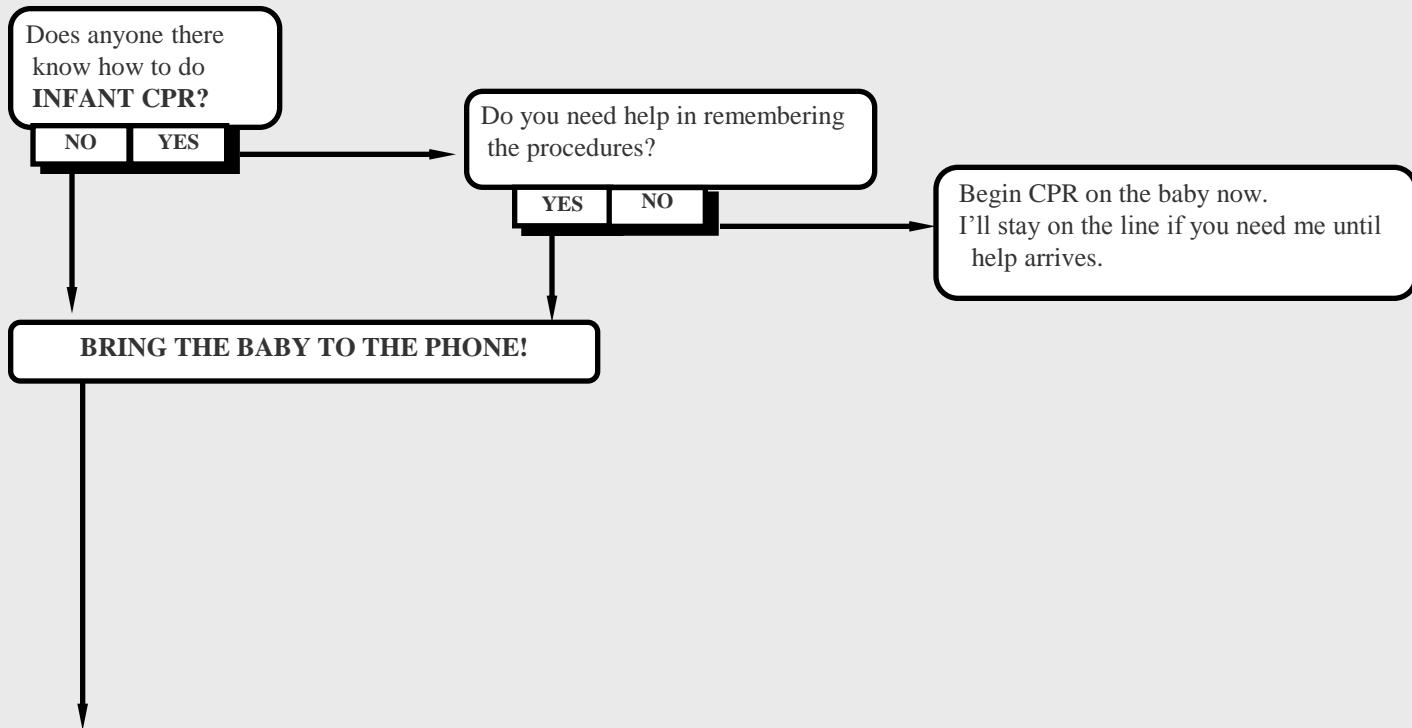 Does anyone there
know how to do
INFANT CPR?
NO YES
Do you need help in remembering
the procedures?
YES NO
Begin CPR on the baby now.
I’ll stay on the line if you need me until
help arrives.
BRING THE BABY TO THE PHONE!